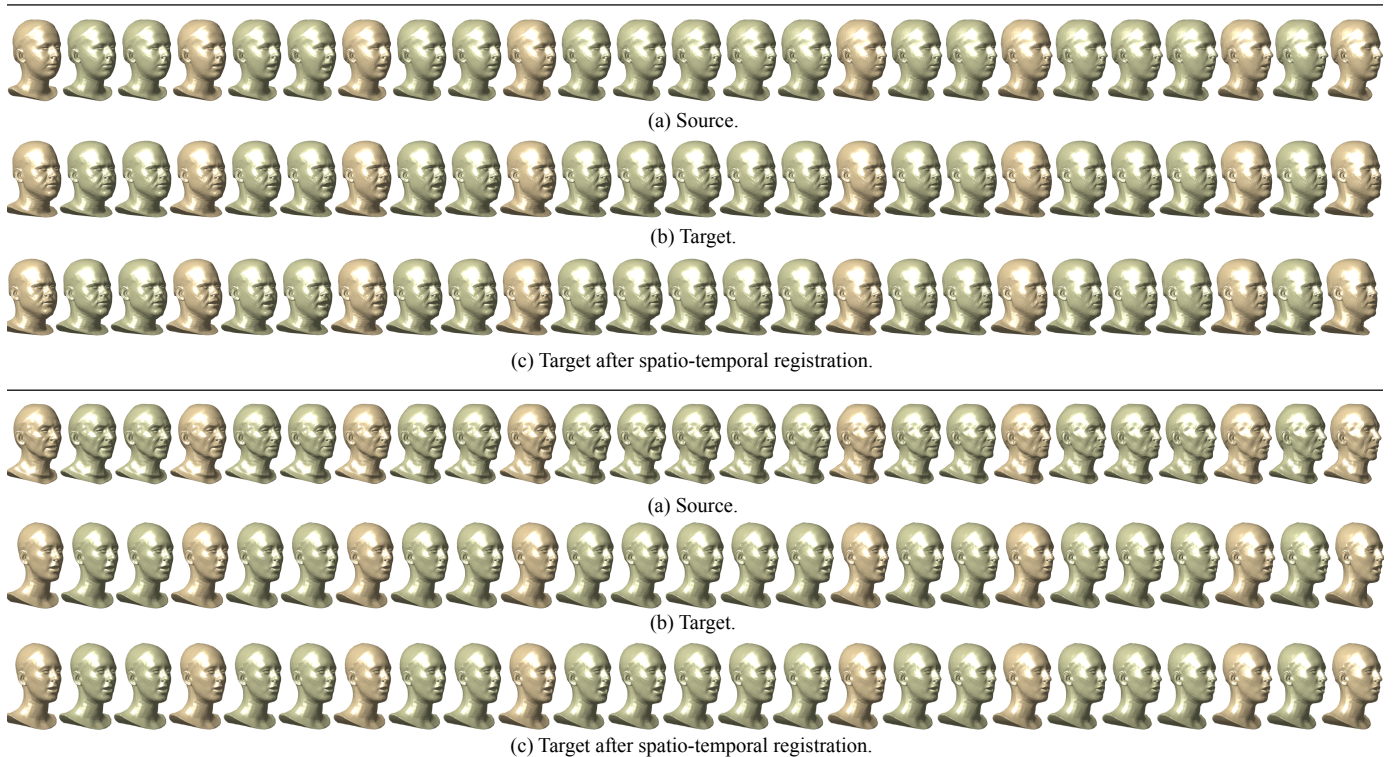 (a) Source.
(b) Target.
(c) Target after spatio-temporal registration.
(a) Source.
(b) Target.
(c) Target after spatio-temporal registration.